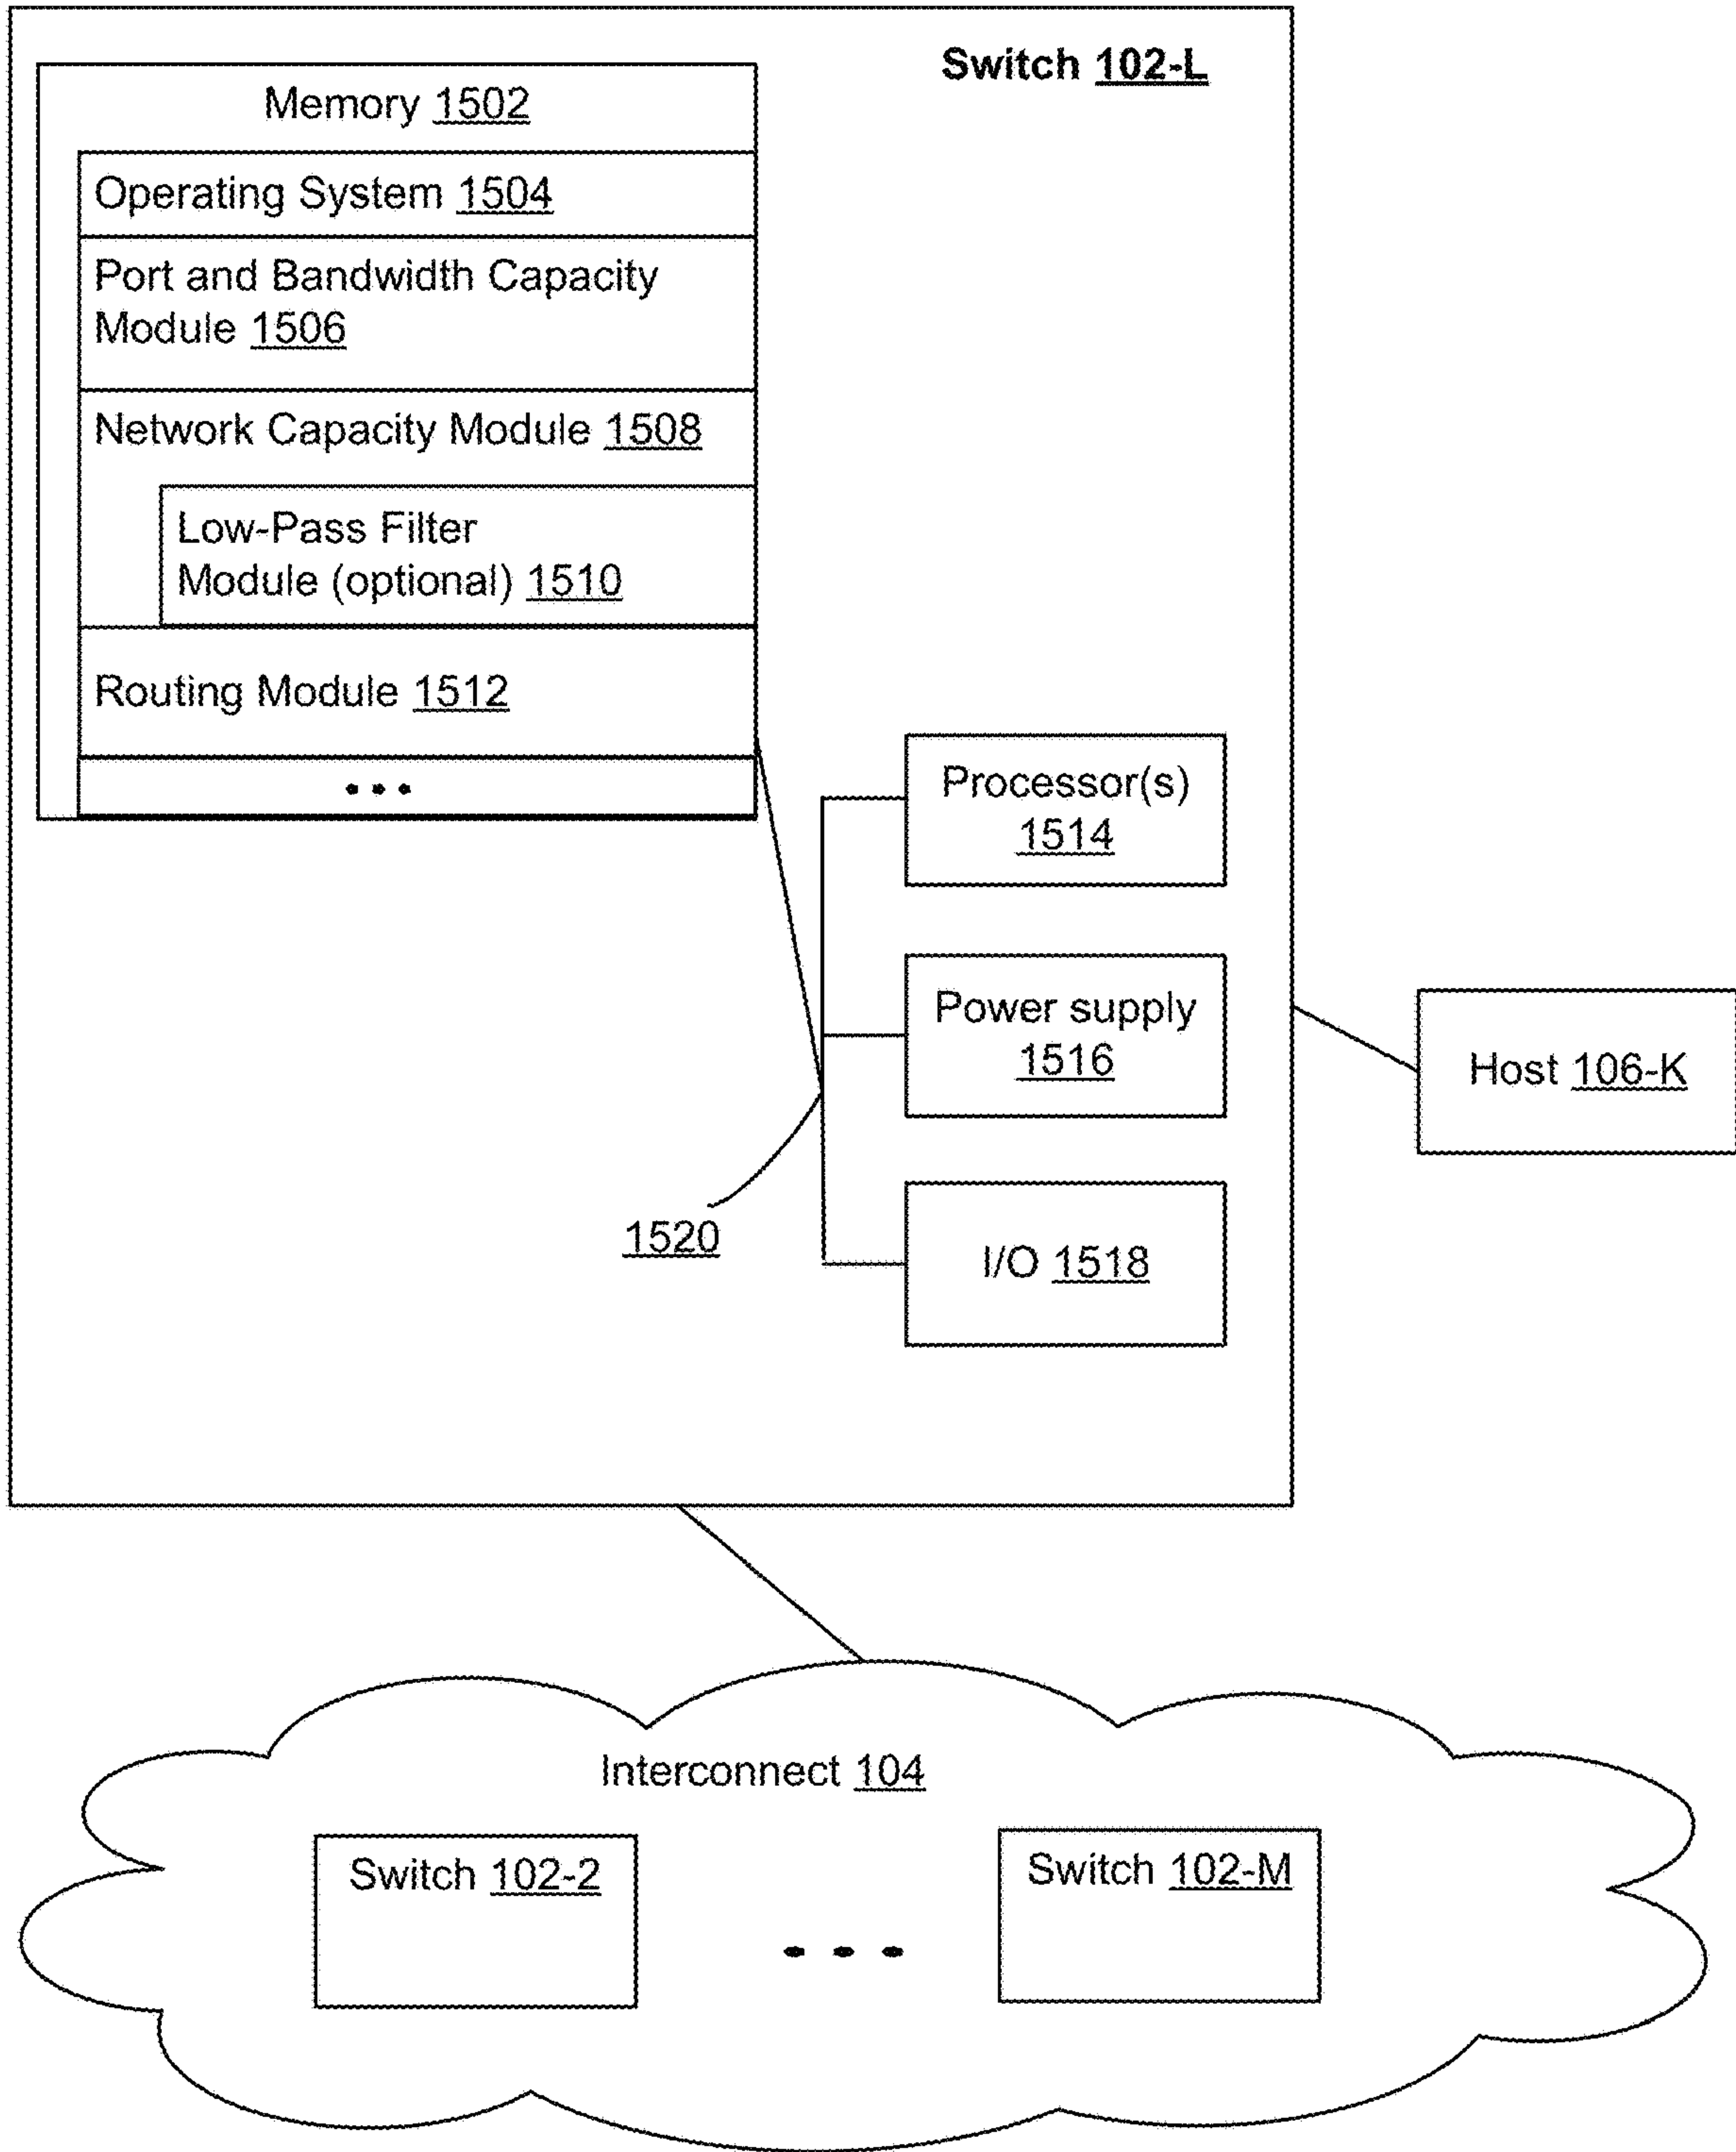 Switch 102-L
Memory 1502
Operating System 1504
Port and Bandwidth Capacity
Module 1506
Network Capacity Module 1508
Low-Pass Filter
Module (optional) 1510
Routing Module 1512
...
Processor(s)
1514
Power supply
1516
Host 106-K
1520
I/O 1518
Interconnect 104
Switch 102-2
...
Switch 102-M